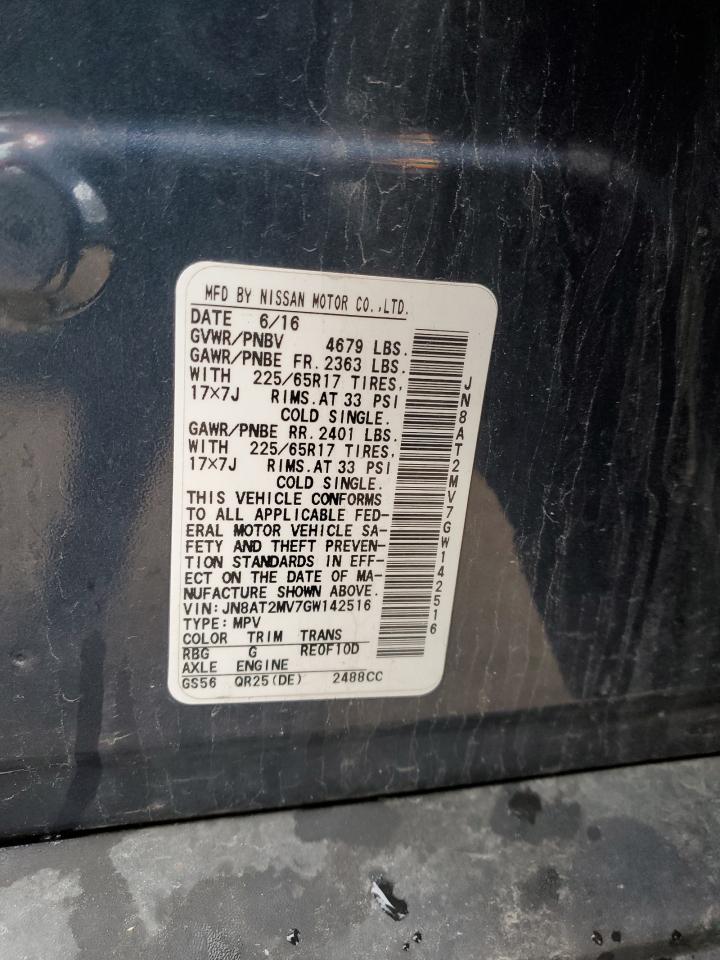 MFD BY NISSAN MOTOR CO.,LTD.
DATE 6/16
GVWR/PNBV 4679 LBS.
GAWR/PNBE FR. 2363 LBS.
WITH 225/65R17 TIRES,
17×7J RIMS.AT 33 PSI
COLD SINGLE.
GAWR/PNBE RR. 2401 LBS.
WITH 225/65R17 TIRES,
17×7J RIMS.AT 33 PSI
COLD SINGLE.
THIS VEHICLE CONFORMS
TO ALL APPLICABLE FED-
ERAL MOTOR VEHICLE SA-
FETY AND THEFT PREVEN-
TION STANDARDS IN EFF-
ECT ON THE DATE OF MA-
NUFACTURE SHOWN ABOVE.
VIN:JN8AT2MV7GW142516
TYPE:MPV
COLOR TRIM TRANS
RBG G RE0F10D
AXLE ENGINE
GS56 QR25(DE) 2488CC
JN8AT2MV7GW142516